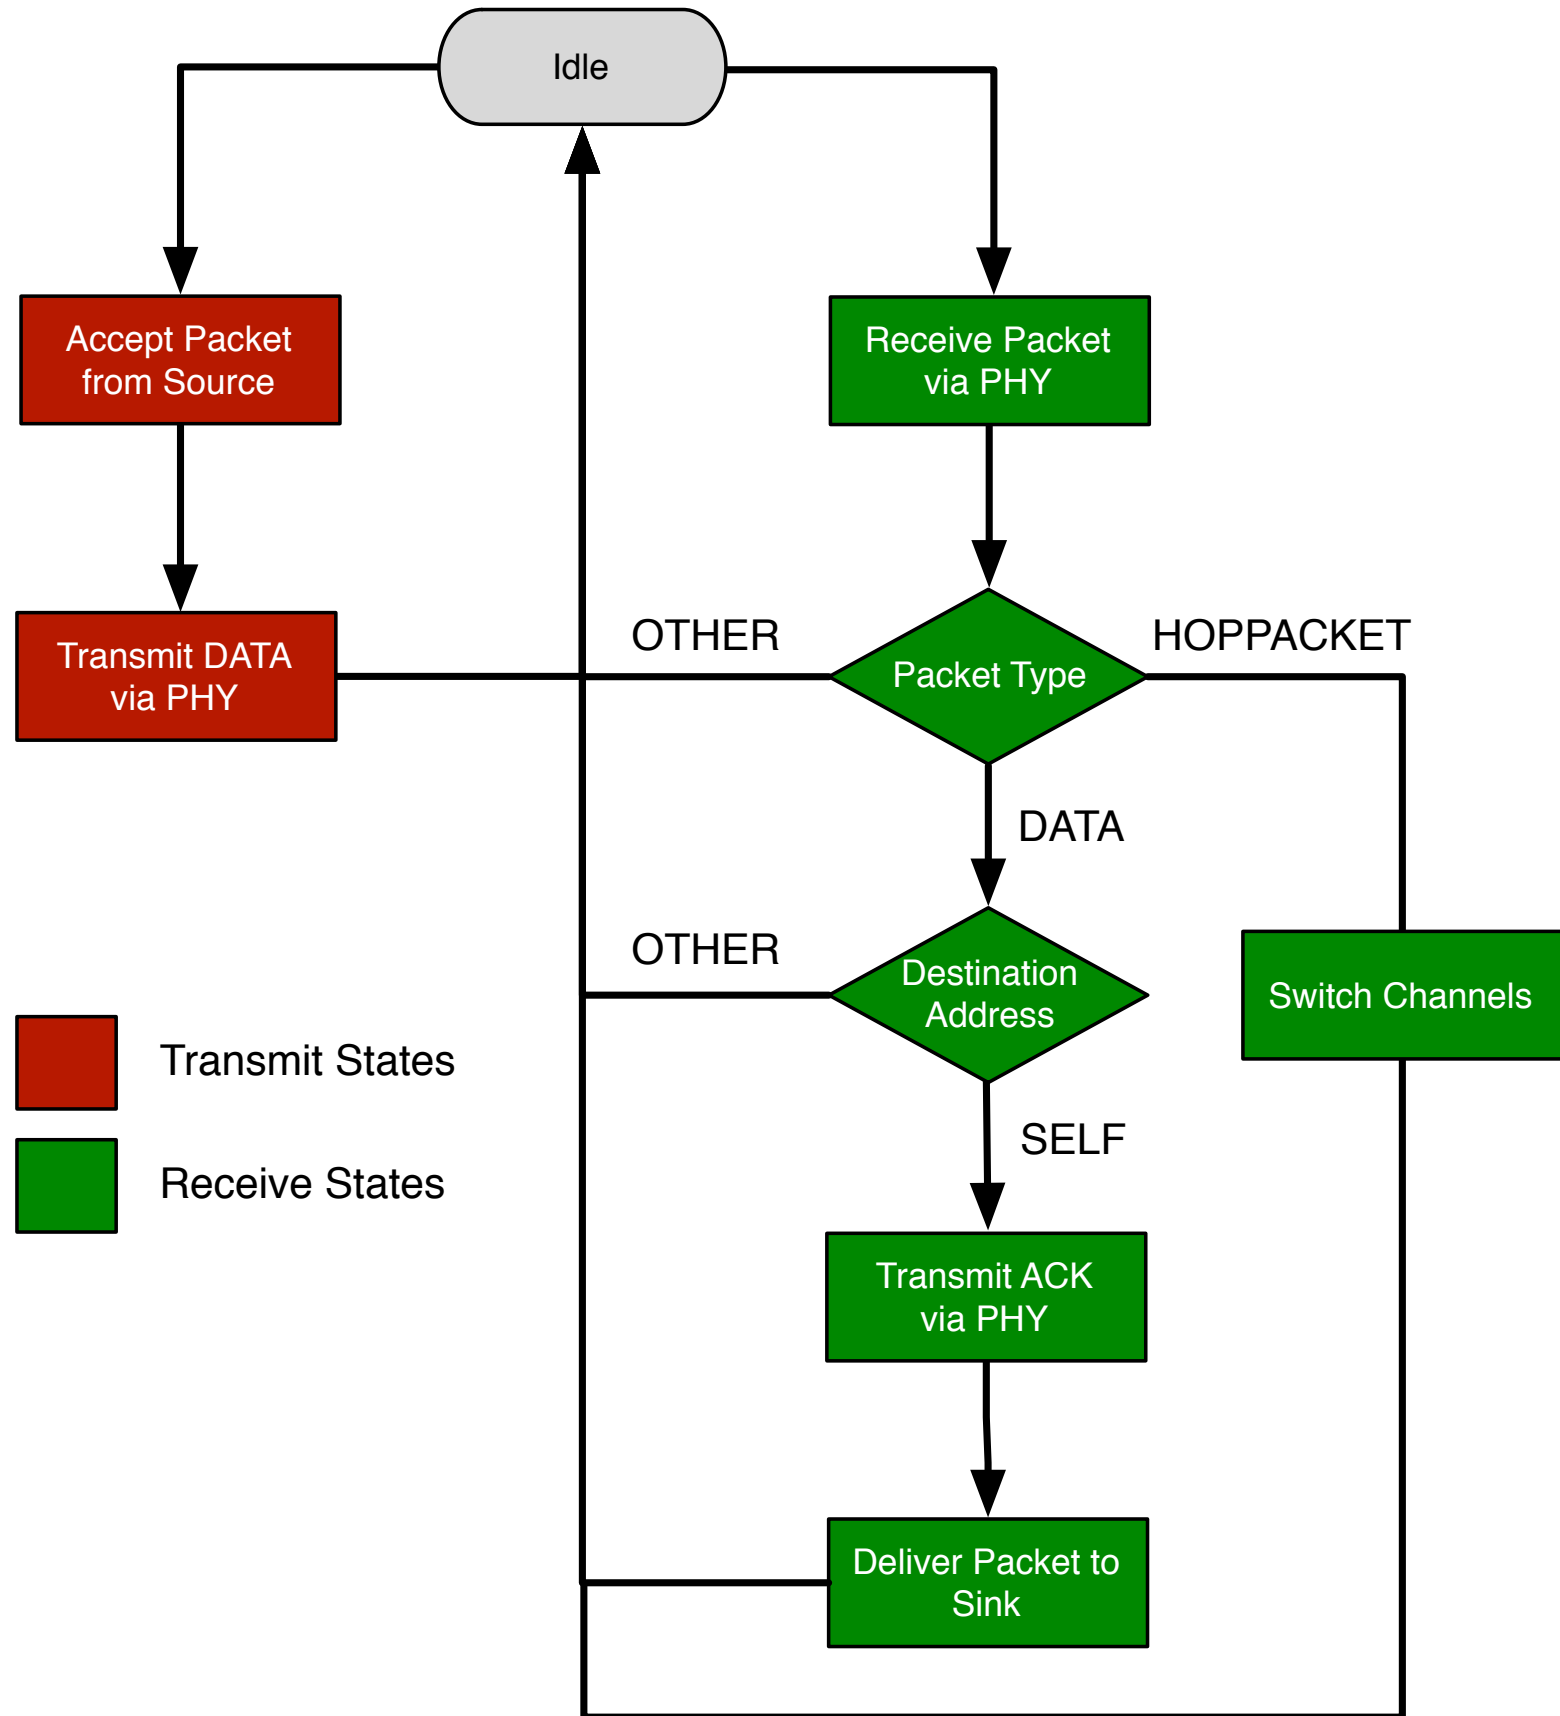 Idle
Accept Packet
from Source
Receive Packet
via PHY
Transmit DATA
via PHY
OTHER
Packet Type
HOPPACKET
DATA
OTHER
Destination
Address
Switch Channels
Transmit States
Receive States
SELF
Transmit ACK
via PHY
Deliver Packet to
Sink